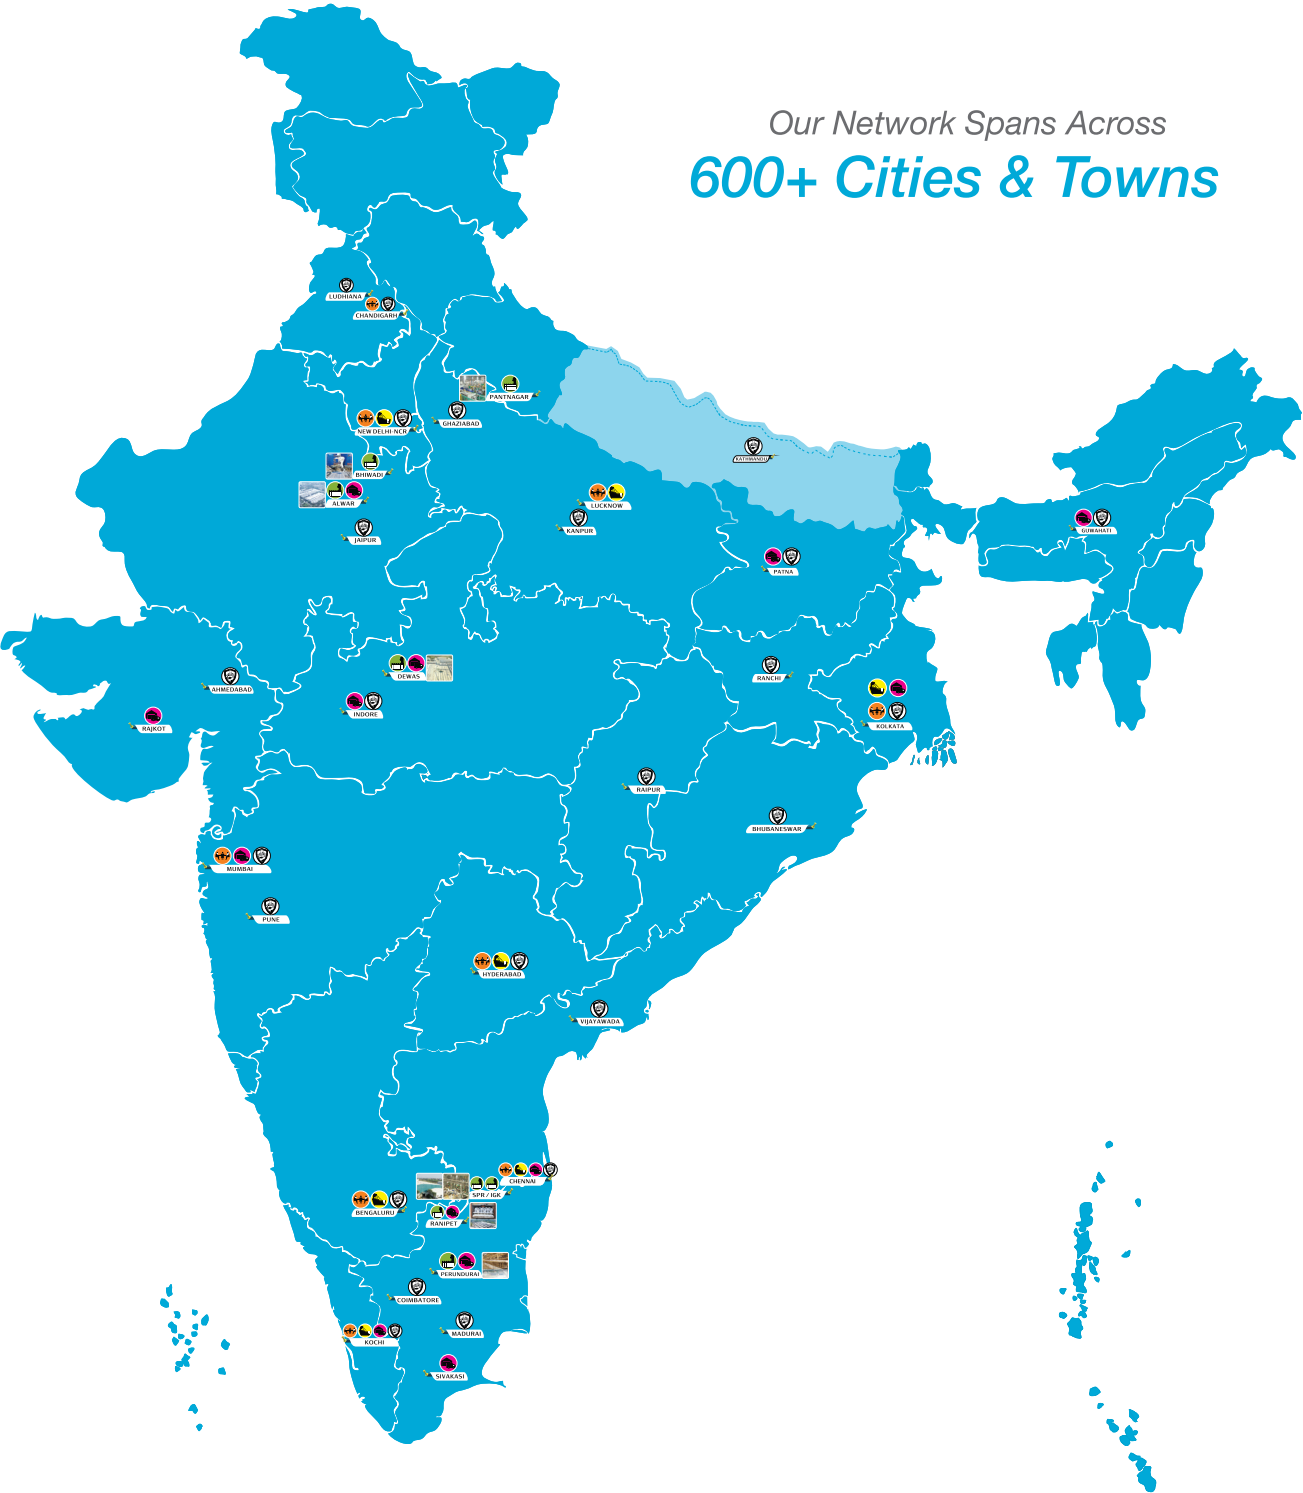 Our Network Spans Across
600+ Cities & Towns
LUDHIANA
CHANDIGARH
PANTNAGAR
GHAZIABAD
NEW DELHI-NCR
KATHMANDU
BHIWADI
ALWAR
LUCKNOW
KANPUR
GUWAHATI
JAIPUR
PATNA
DEWAS
RANCHI
AHMEDABAD
INDORE
RAJKOT
KOLKATA
RAIPUR
BHUBANESWAR
MUMBAI
PUNE
HYDERABAD
VIJAYAWADA
CHENNAI
SPR / IGK
BENGALURU
RANIPET
PERUNDURAI
COIMBATORE
MADURAI
KOCHI
SIVAKASI